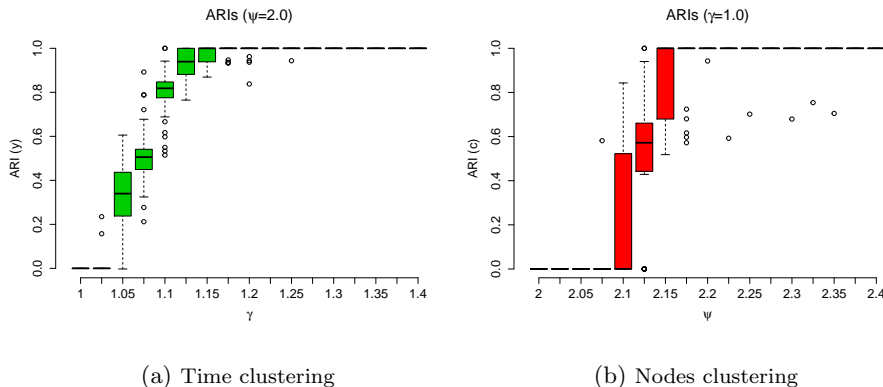 ARIs (ψ=2.0)
ARI (y)
0.0 0.2 0.4 0.6 0.8 1.0
1 1.05 1.1 1.15 1.2 1.25 1.3 1.35 1.4
γ
(a) Time clustering
ARIs (γ=1.0)
ARI (c)
0.0 0.2 0.4 0.6 0.8 1.0
2 2.05 2.1 2.15 2.2 2.25 2.3 2.35 2.4
ψ
(b) Nodes clustering